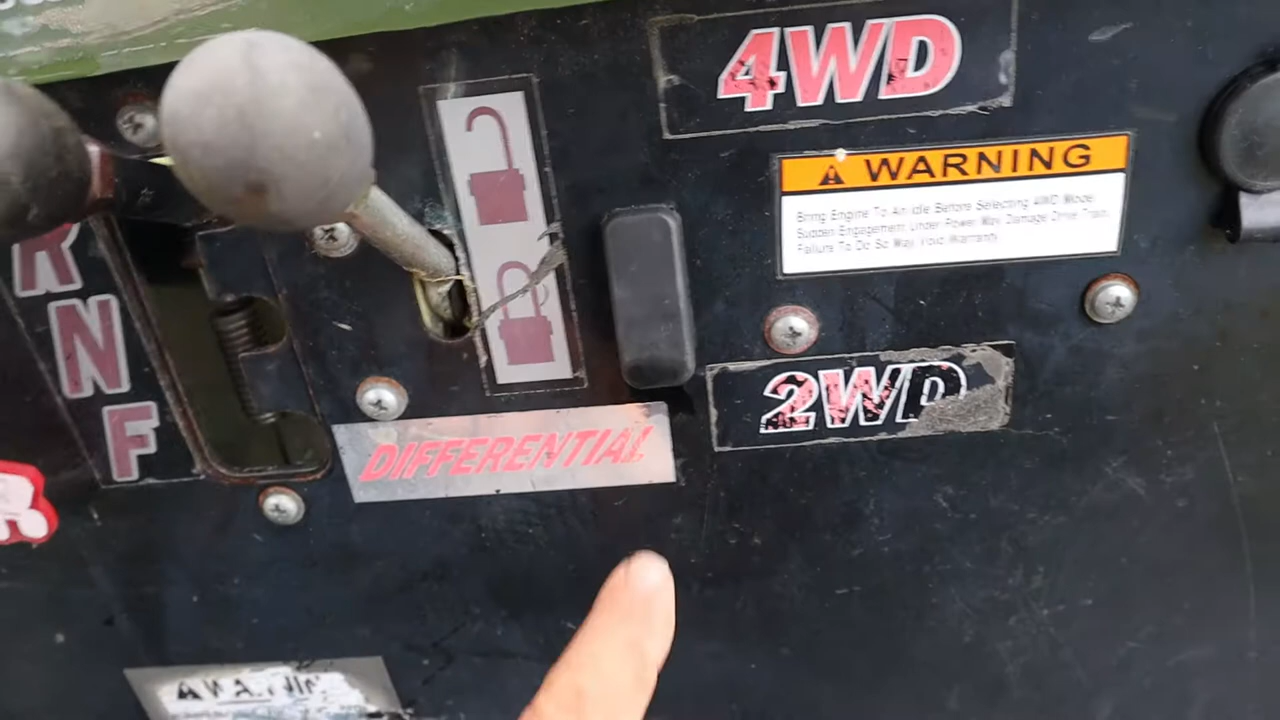 4WD
WARNING
Bring Engine To An Idle Before Selecting 4WD Mode.
Sudden Engagement Under Power May Damage Drive Train.
Failure To Do So May Void Warranty
R
N
F
2WD
DIFFERENTIAL